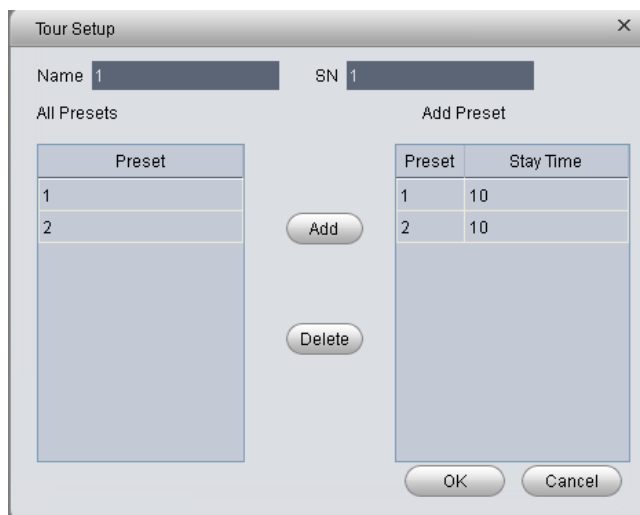 Tour Setup
Name 1 SN 1
All Presets Add Preset
Preset Preset Stay Time
1 1 10
2 2 10
Add
Delete
OK Cancel